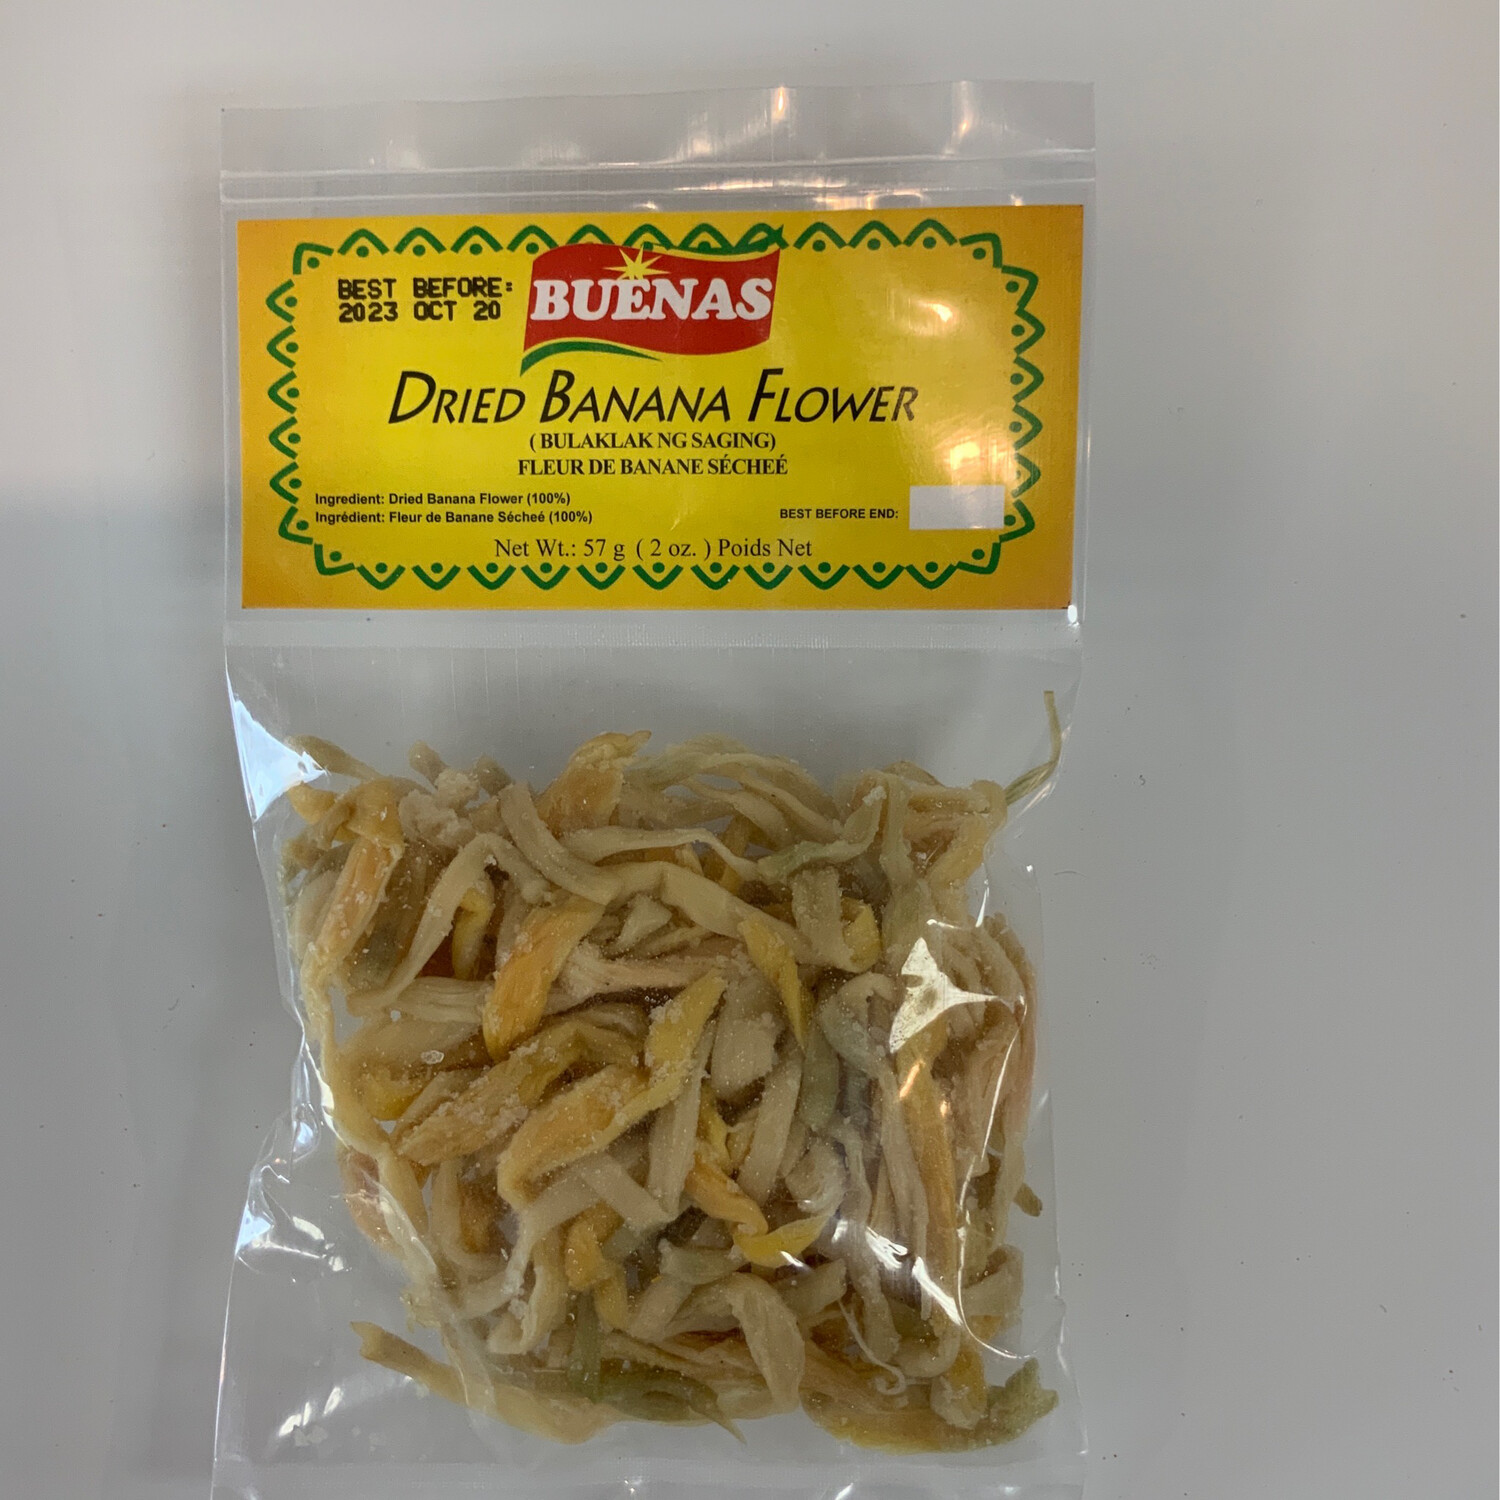 BEST BEFORE:
2023 OCT 20
BUENAS
DRIED BANANA FLOWER
( BULAKLAK NG SAGING)
FLEUR DE BANANE SÉCHEÉ
Ingredient: Dried Banana Flower (100%)
Ingrédient: Fleur de Banane Sécheé (100%)
BEST BEFORE END:
Net Wt.: 57 g ( 2 oz. ) Poids Net